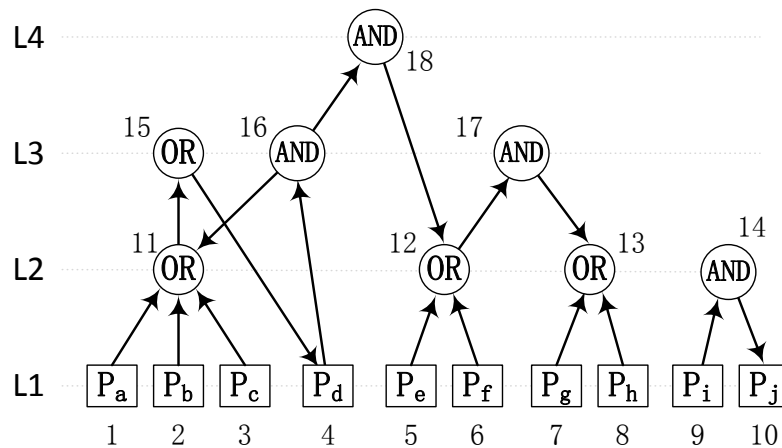 L4 AND 18
15 16 17
L3 OR AND AND
11 12 13 14
L2 OR OR OR AND
L1 Pa Pb Pc Pd Pe Pf Pg Ph Pi Pj
1 2 3 4 5 6 7 8 9 10